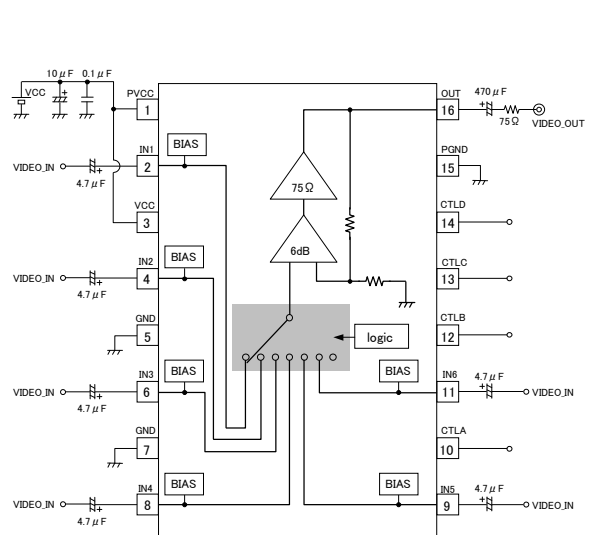 10μF 0.1μF
VCC
PVCC
1
IN1
VIDEO_IN
4.7μF
2
BIAS
VCC
3
IN2
VIDEO_IN
4.7μF
4
BIAS
GND
5
IN3
VIDEO_IN
4.7μF
6
BIAS
GND
7
IN4
VIDEO_IN
4.7μF
8
BIAS
75Ω
6dB
logic
OUT
16
470μF
75Ω
VIDEO_OUT
PGND
15
CTLD
14
CTLC
13
CTLB
12
BIAS
IN6
11
4.7μF
VIDEO_IN
CTLA
10
BIAS
IN5
9
4.7μF
VIDEO_IN